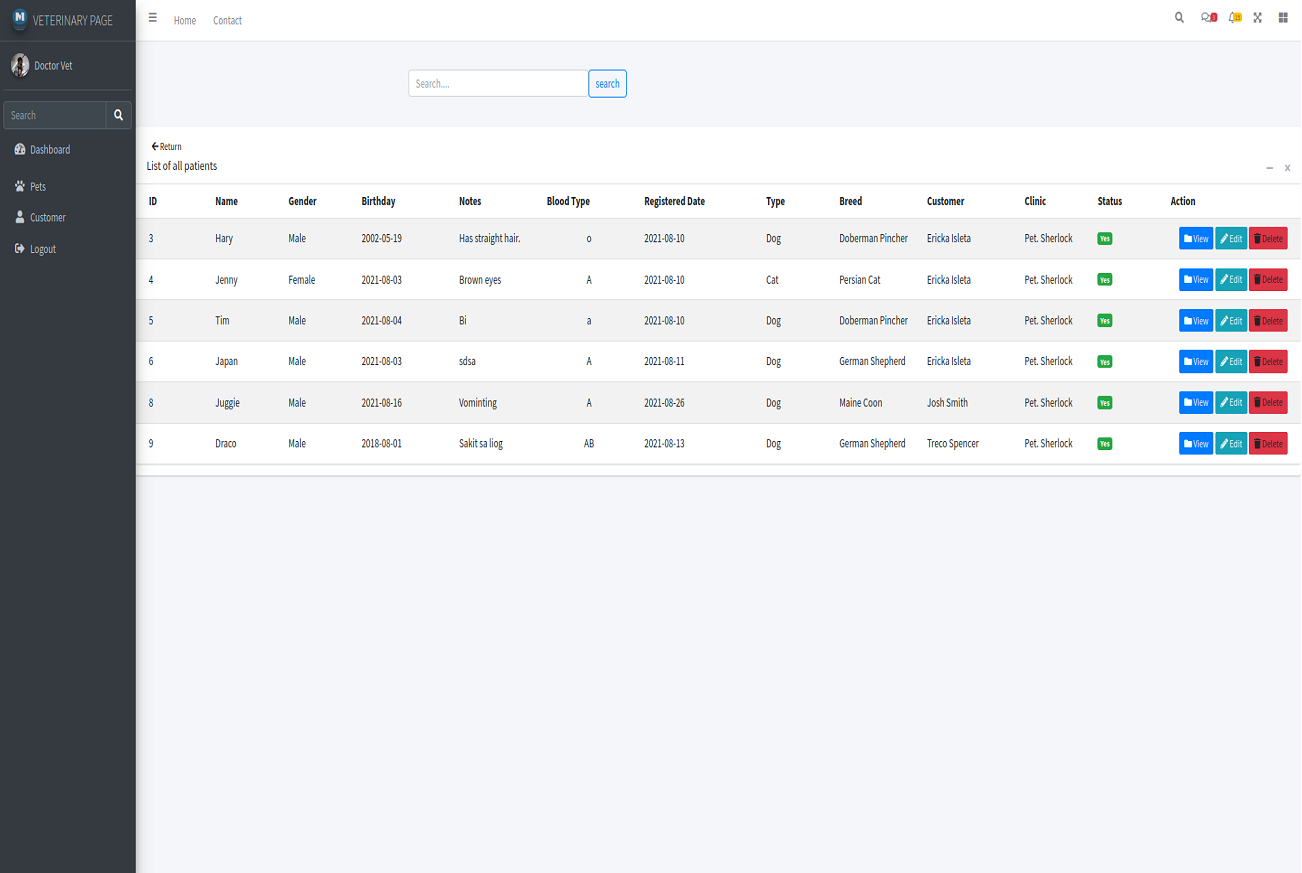 VETERINARY PAGE
Home Contact
Doctor Vet
Search.... search
Search
Dashboard
Pets
Customer
Logout
Return
List of all patients
ID Name Gender Birthday Notes Blood Type Registered Date Type Breed Customer Clinic Status Action
3 Hary Male 2002-05-19 Has straight hair. o 2021-08-10 Dog Doberman Pincher Ericka Isleta Pet. Sherlock Yes View Edit Delete
4 Jenny Female 2021-08-03 Brown eyes A 2021-08-10 Cat Persian Cat Ericka Isleta Pet. Sherlock Yes View Edit Delete
5 Tim Male 2021-08-04 Bi a 2021-08-10 Dog Doberman Pincher Ericka Isleta Pet. Sherlock Yes View Edit Delete
6 Japan Male 2021-08-03 sdsa A 2021-08-11 Dog German Shepherd Ericka Isleta Pet. Sherlock Yes View Edit Delete
8 Juggie Male 2021-08-16 Vominting A 2021-08-26 Dog Maine Coon Josh Smith Pet. Sherlock Yes View Edit Delete
9 Draco Male 2018-08-01 Sakit sa liog AB 2021-08-13 Dog German Shepherd Treco Spencer Pet. Sherlock Yes View Edit Delete